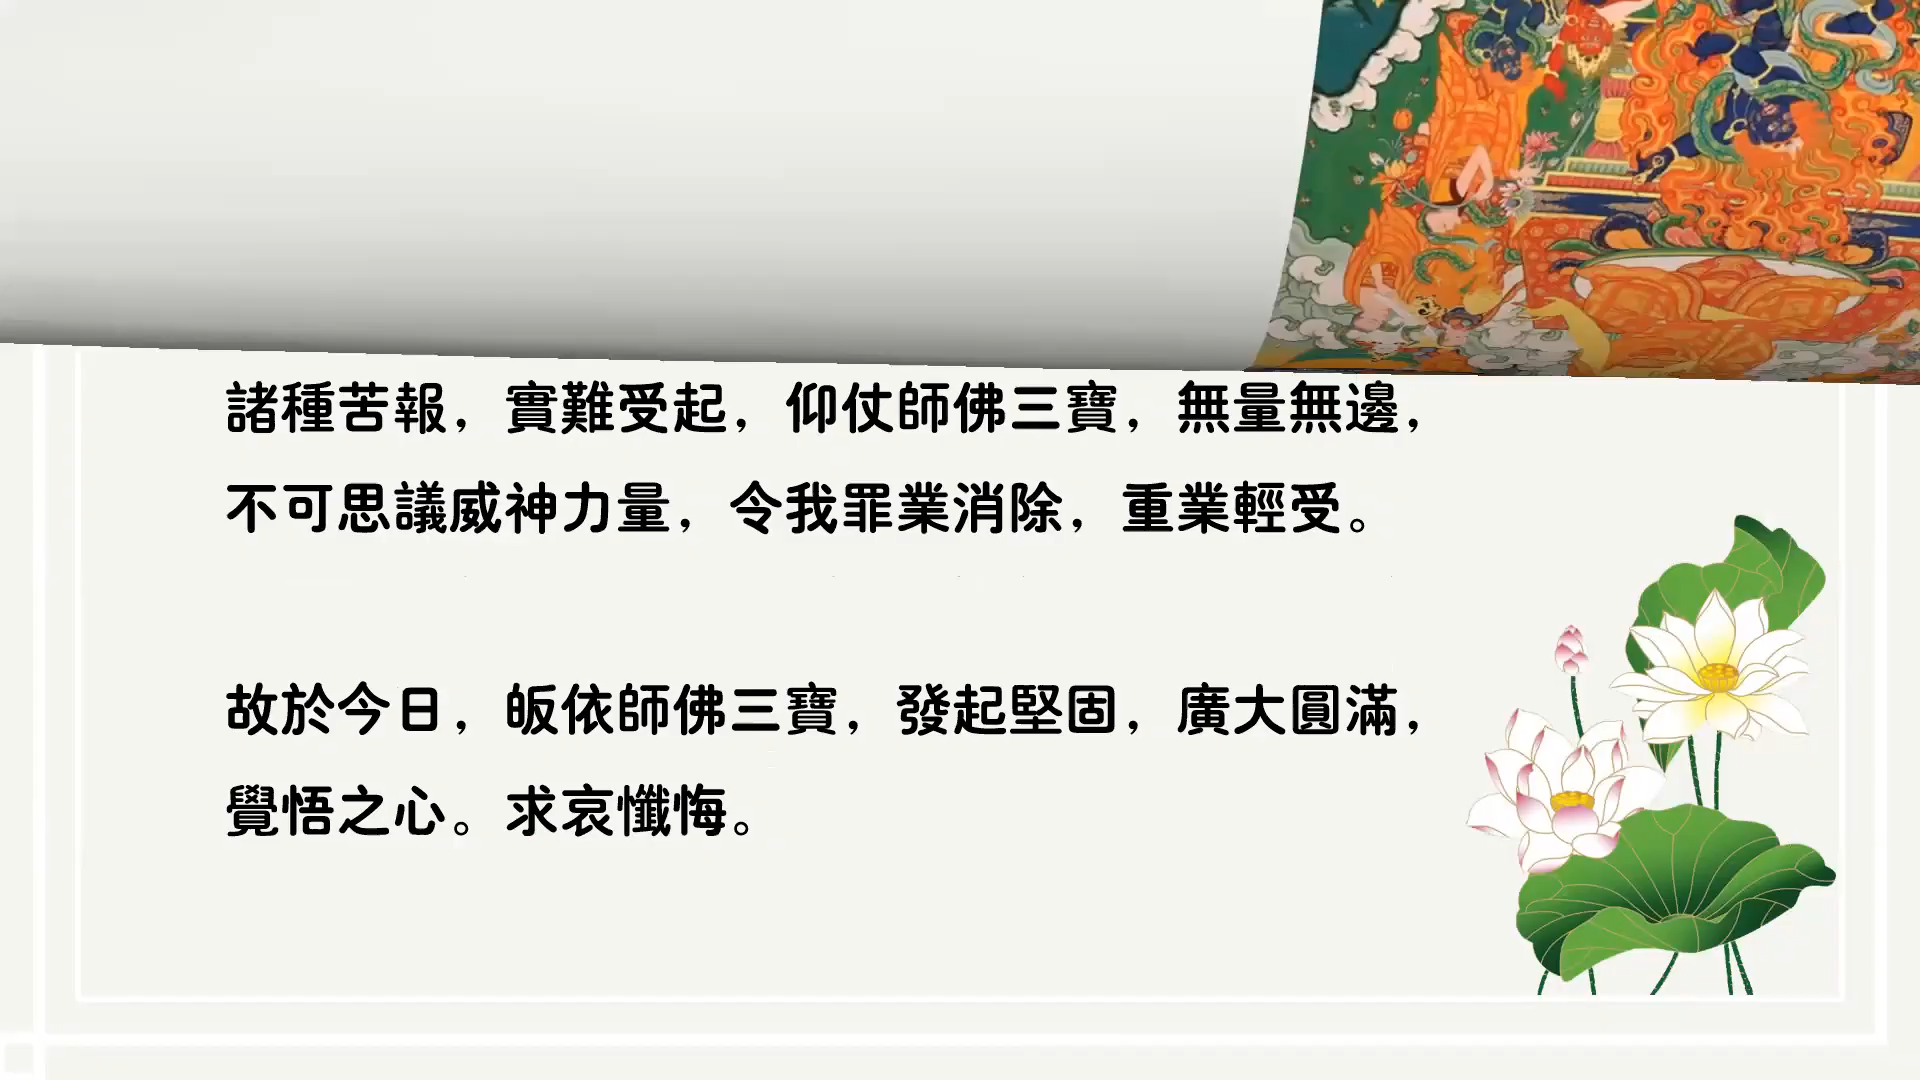 諸種苦報，實難受起，仰仗師佛三寶，無量無邊，
不可思議威神力量，令我罪業消除，重業輕受。
故於今日，皈依師佛三寶，發起堅固，廣大圓滿，
覺悟之心。求哀懺悔。